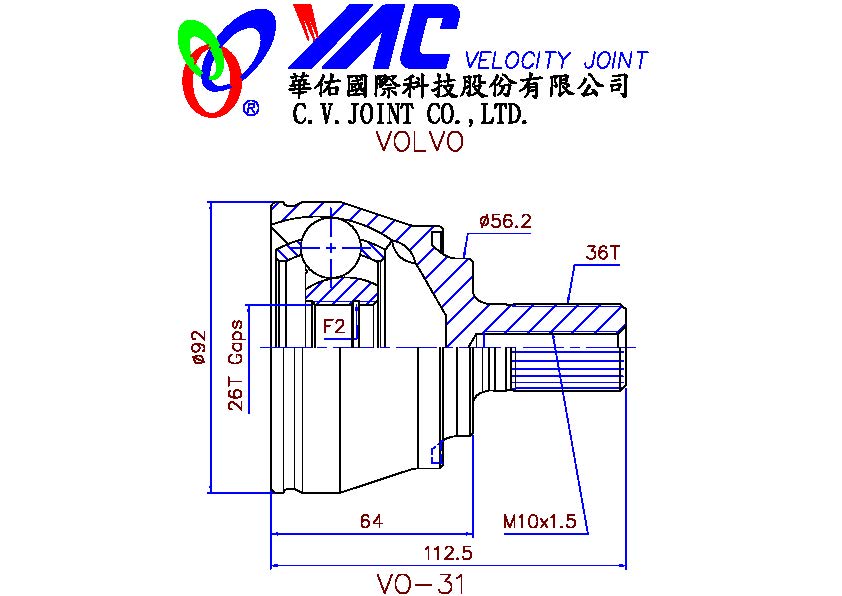 YAC VELOCITY JOINT
®
華佑國際科技股份有限公司
C.V.JOINT CO.,LTD.
VOLVO
ø56.2
36T
F2
ø92
26T Gaps
64
M10x1.5
112.5
VO-31